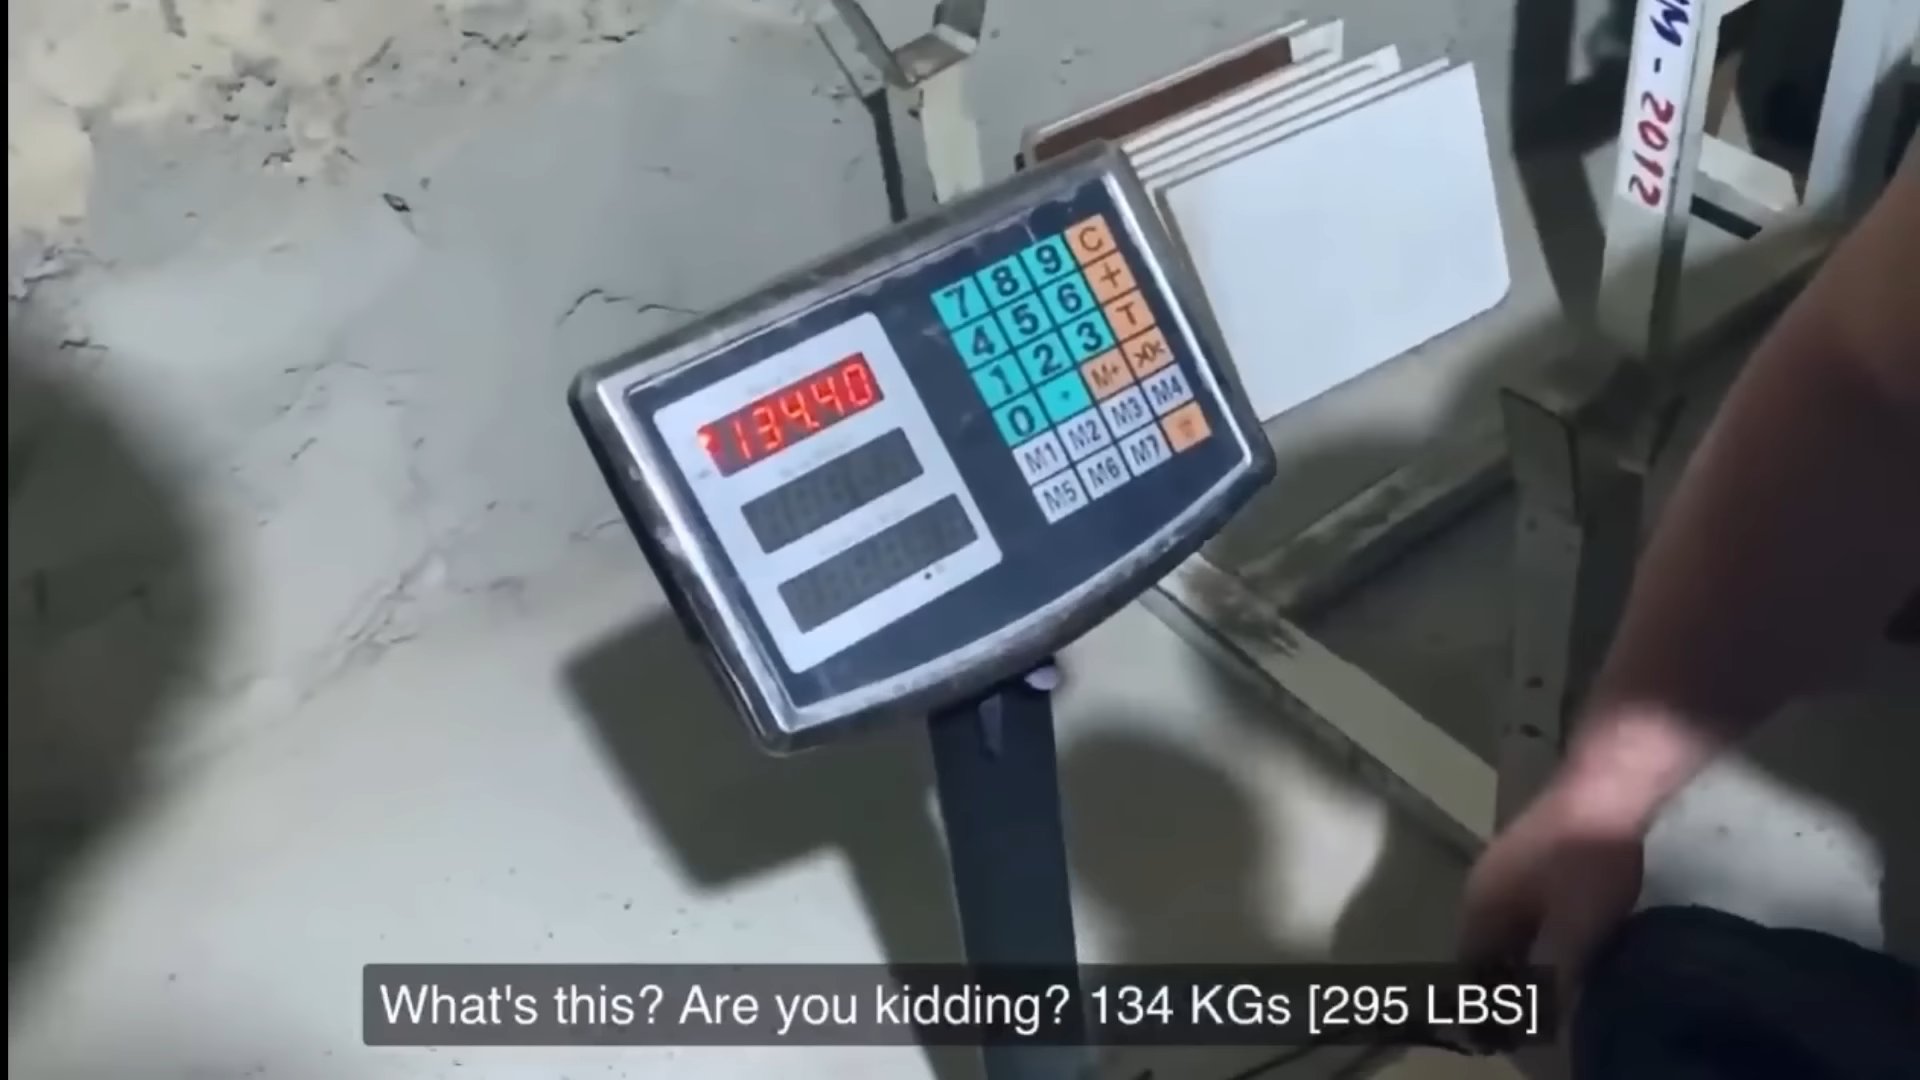 M - 2012
134.40
7 8 9 C
4 5 6 +
1 2 3 T
0 . M+ >X<
M1 M2 M3 M4
M5 M6 M7
What's this? Are you kidding? 134 KGs [295 LBS]